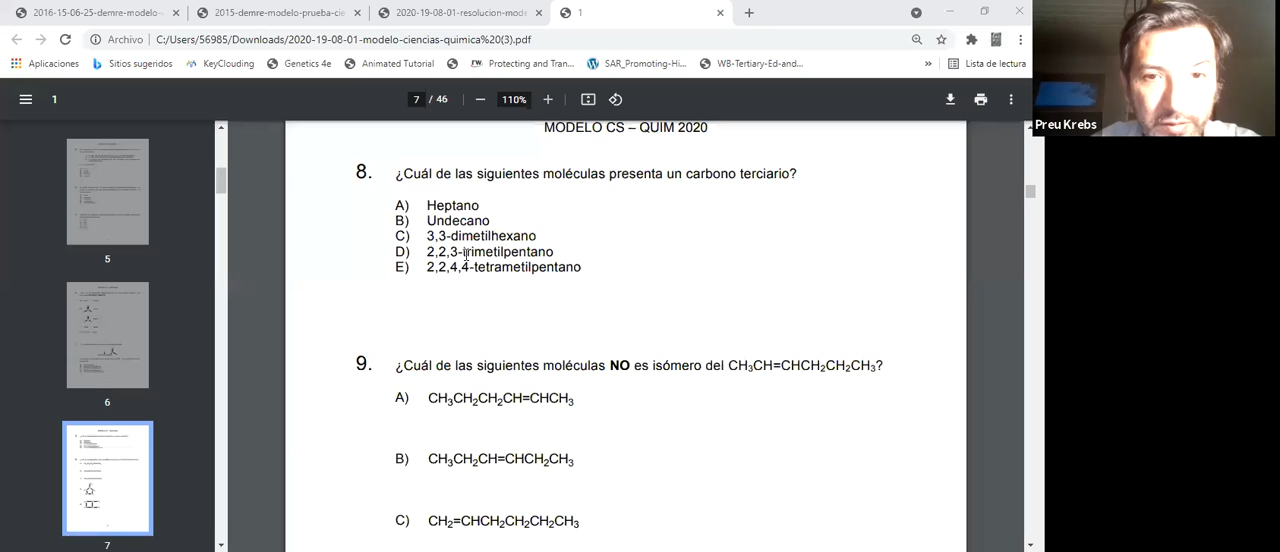 2016-15-06-25-demre-modelo-
2015-demre-modelo-prueba-cie
2020-19-08-01-resolucion-mod
1
Archivo C:/Users/56985/Downloads/2020-19-08-01-modelo-ciencias-quimica%20(3).pdf
Aplicaciones Sitios sugeridos KeyClouding Genetics 4e Animated Tutorial Protecting and Tran... SAR_Promoting-Hi... WB-Tertiary-Ed-and... » Lista de lectura
1 7 / 46 110%
Preu Krebs
5
6
7
MODELO CS – QUIM 2020
8. ¿Cuál de las siguientes moléculas presenta un carbono terciario?
A) Heptano
B) Undecano
C) 3,3-dimetilhexano
D) 2,2,3-trimetilpentano
E) 2,2,4,4-tetrametilpentano
9. ¿Cuál de las siguientes moléculas NO es isómero del CH₃CH=CHCH₂CH₂CH₃?
A) CH₃CH₂CH₂CH=CHCH₃
B) CH₃CH₂CH=CHCH₂CH₃
C) CH₂=CHCH₂CH₂CH₂CH₃